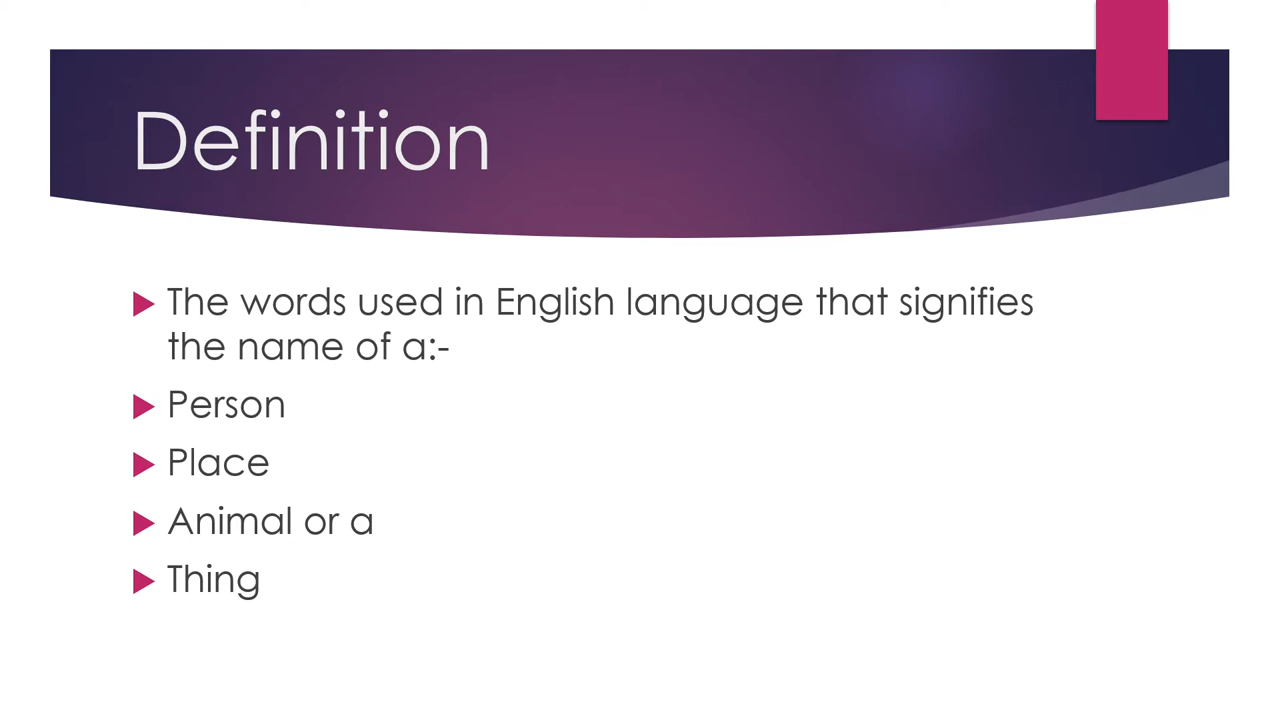 Definition
The words used in English language that signifies
the name of a:-
Person
Place
Animal or a
Thing